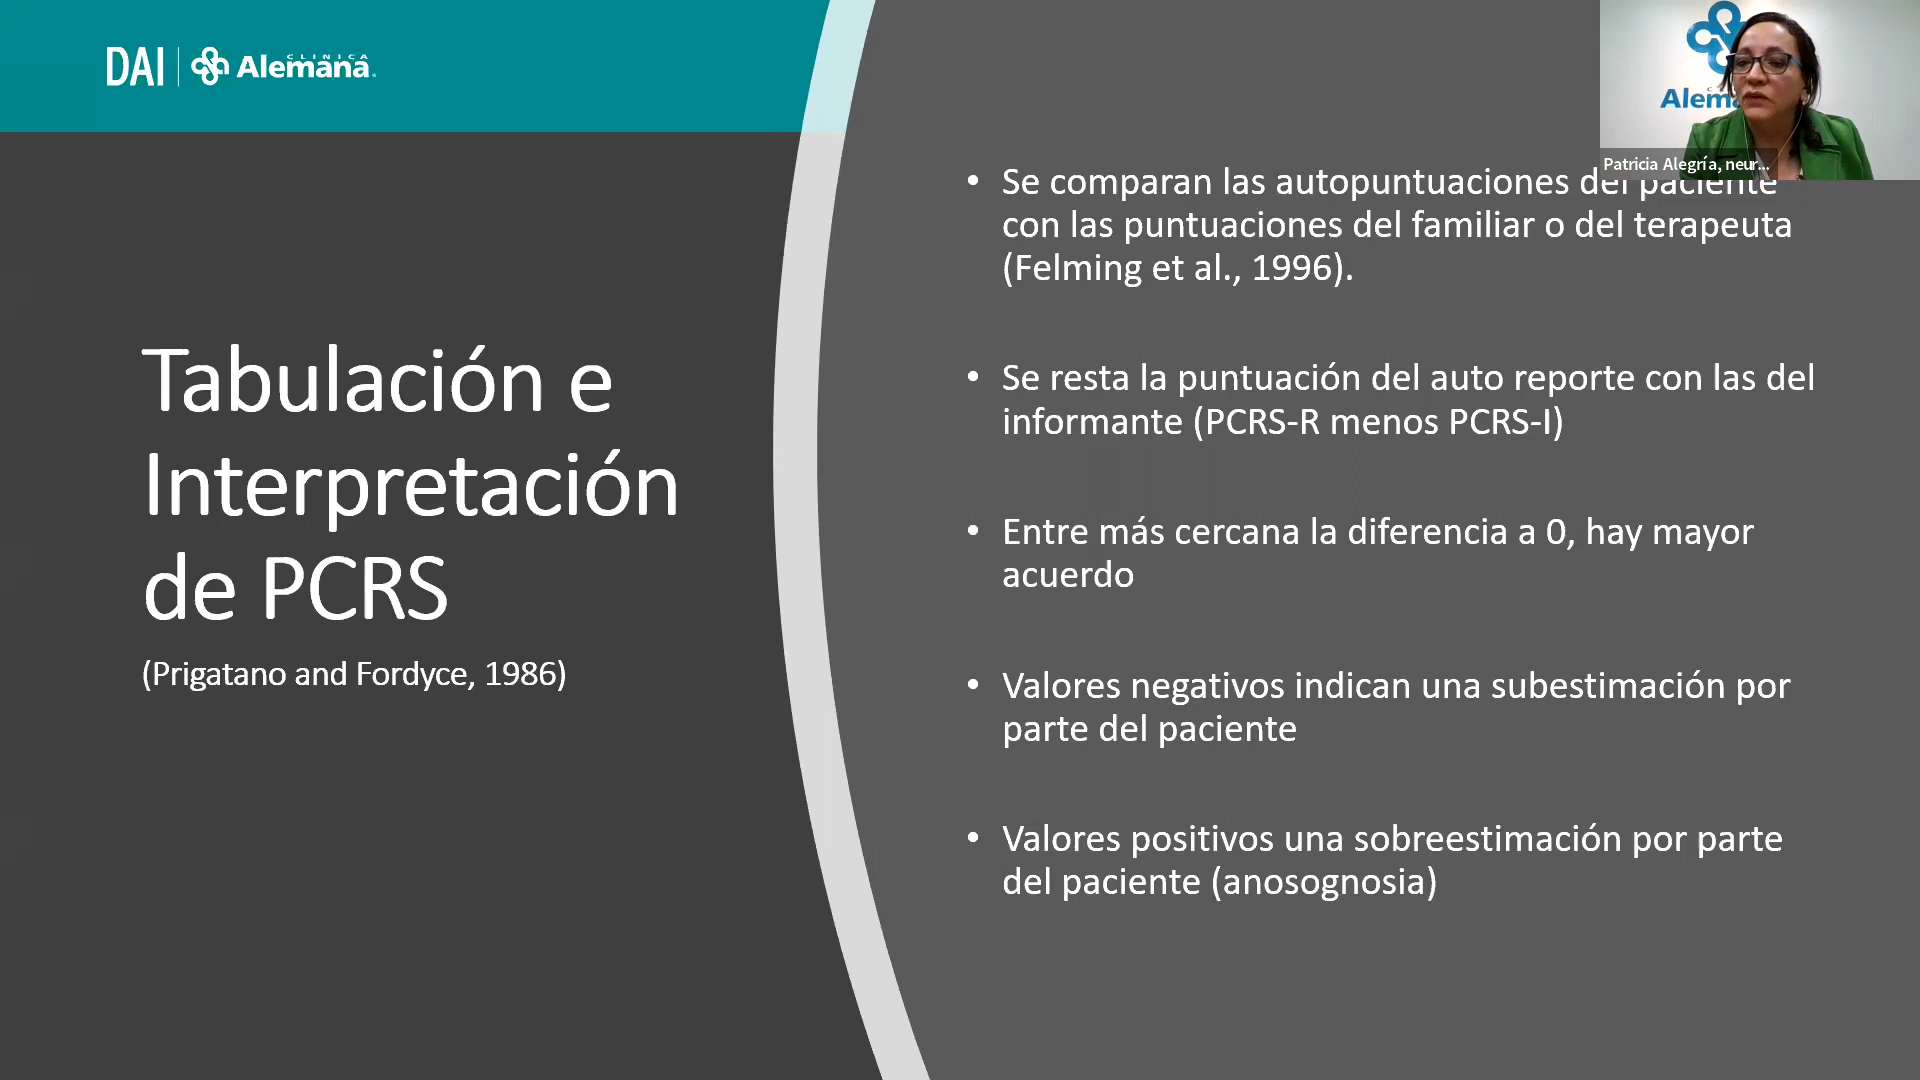 DAI
CLINICA
Alemana
Alem
Patricia Alegría, neur...
Tabulación e
Interpretación
de PCRS
(Prigatano and Fordyce, 1986)
• Se comparan las autopuntuaciones del paciente
con las puntuaciones del familiar o del terapeuta
(Felming et al., 1996).
• Se resta la puntuación del auto reporte con las del
informante (PCRS-R menos PCRS-I)
• Entre más cercana la diferencia a 0, hay mayor
acuerdo
• Valores negativos indican una subestimación por
parte del paciente
• Valores positivos una sobreestimación por parte
del paciente (anosognosia)